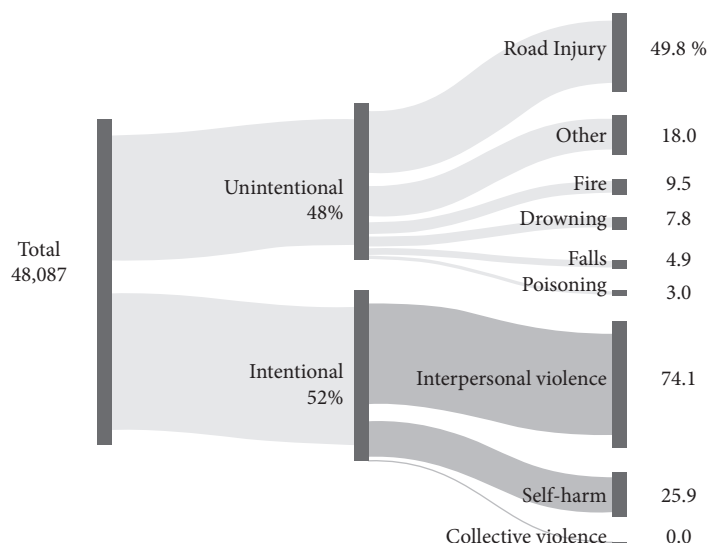 Total
48,087
Unintentional
48%
Intentional
52%
Road Injury 49.8 %
Other 18.0
Fire 9.5
Drowning 7.8
Falls 4.9
Poisoning 3.0
Interpersonal violence 74.1
Self-harm 25.9
Collective violence 0.0